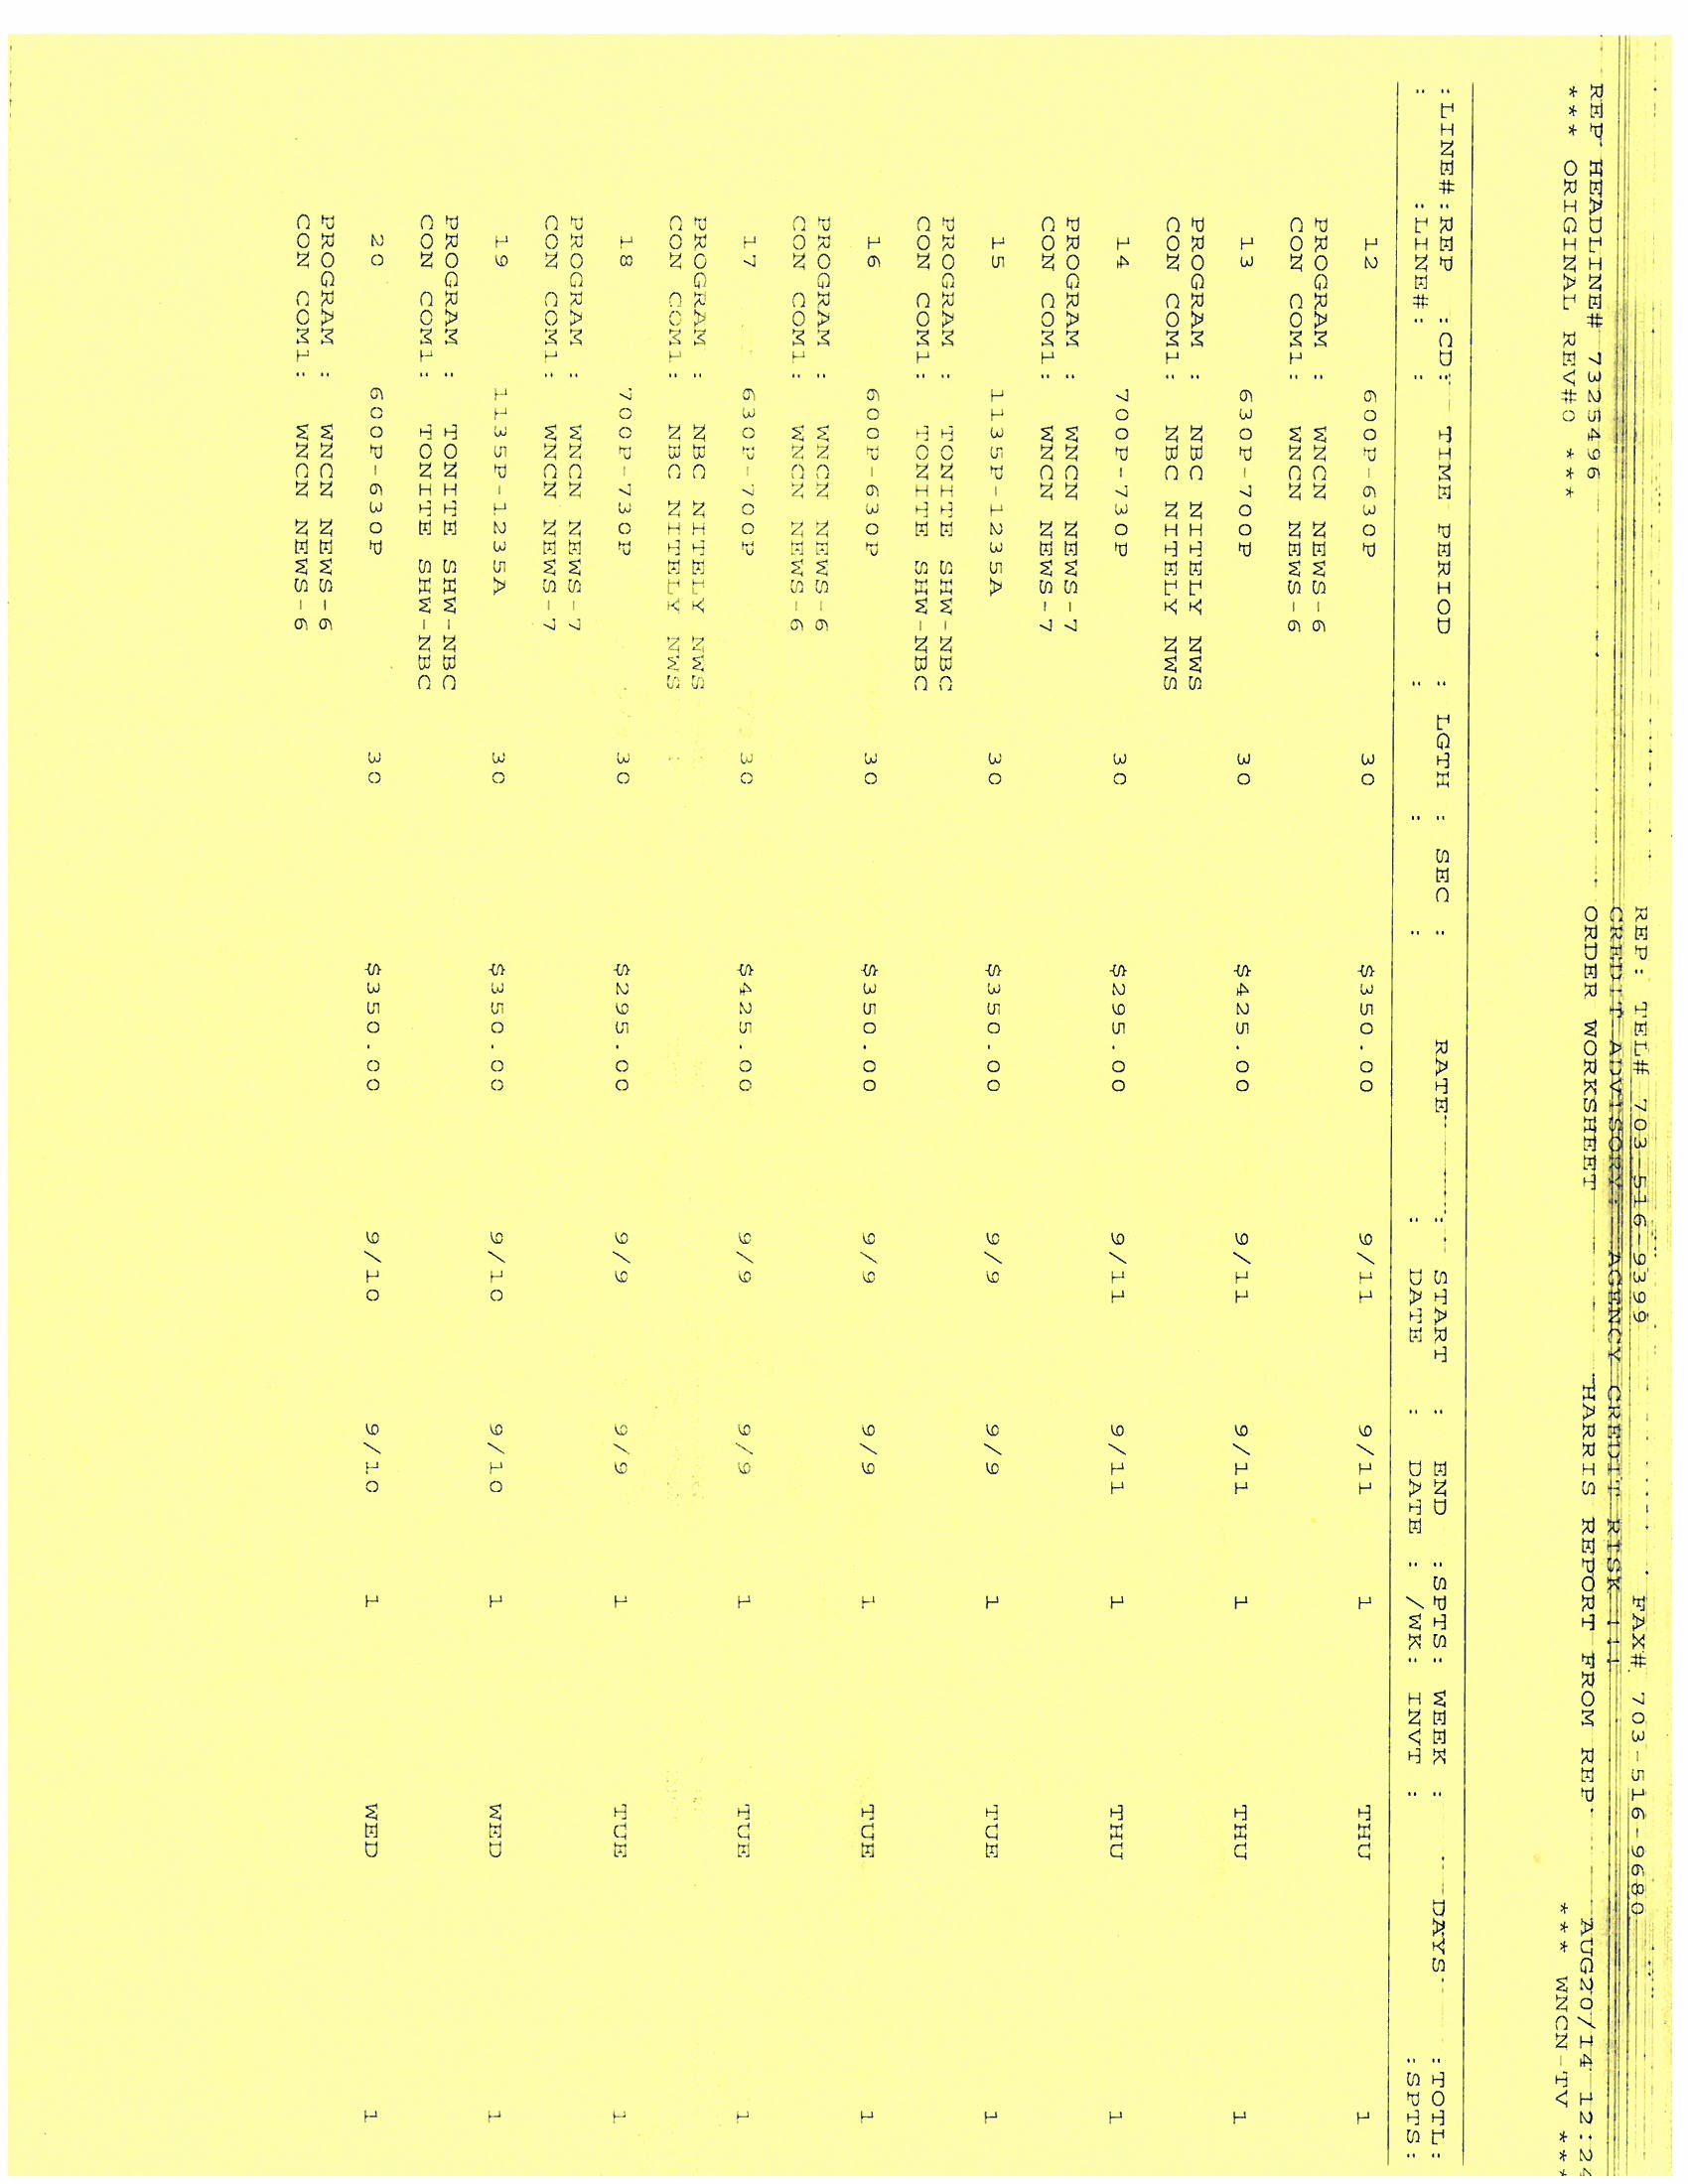 REP: TEL# 703-516-9399 FAX# 703-516-9680
CREDIT ADVISORY: AGENCY CREDIT RISK !!!
REP HEADLINE# 7325496 ORDER WORKSHEET HARRIS REPORT FROM REP AUG20/14 12:24
*** ORIGINAL REV#0 *** *** WNCN-TV ***
:LINE#:REP :CD: TIME PERIOD : LGTH : SEC : RATE : START : END :SPTS: WEEK : DAYS :TOTL:
: :LINE#: : : : : : DATE : DATE : /WK: INVT : :SPTS:
12 600P-630P 30 $350.00 9/11 9/11 1 THU 1
PROGRAM : WNCN NEWS-6
CON COM1: WNCN NEWS-6
13 630P-700P 30 $425.00 9/11 9/11 1 THU 1
PROGRAM : NBC NITELY NWS
CON COM1: NBC NITELY NWS
14 700P-730P 30 $295.00 9/11 9/11 1 THU 1
PROGRAM : WNCN NEWS-7
CON COM1: WNCN NEWS-7
15 1135P-1235A 30 $350.00 9/9 9/9 1 TUE 1
PROGRAM : TONITE SHW-NBC
CON COM1: TONITE SHW-NBC
16 600P-630P 30 $350.00 9/9 9/9 1 TUE 1
PROGRAM : WNCN NEWS-6
CON COM1: WNCN NEWS-6
17 630P-700P 30 $425.00 9/9 9/9 1 TUE 1
PROGRAM : NBC NITELY NWS
CON COM1: NBC NITELY NWS
18 700P-730P 30 $295.00 9/9 9/9 1 TUE 1
PROGRAM : WNCN NEWS-7
CON COM1: WNCN NEWS-7
19 1135P-1235A 30 $350.00 9/10 9/10 1 WED 1
PROGRAM : TONITE SHW-NBC
CON COM1: TONITE SHW-NBC
20 600P-630P 30 $350.00 9/10 9/10 1 WED 1
PROGRAM : WNCN NEWS-6
CON COM1: WNCN NEWS-6